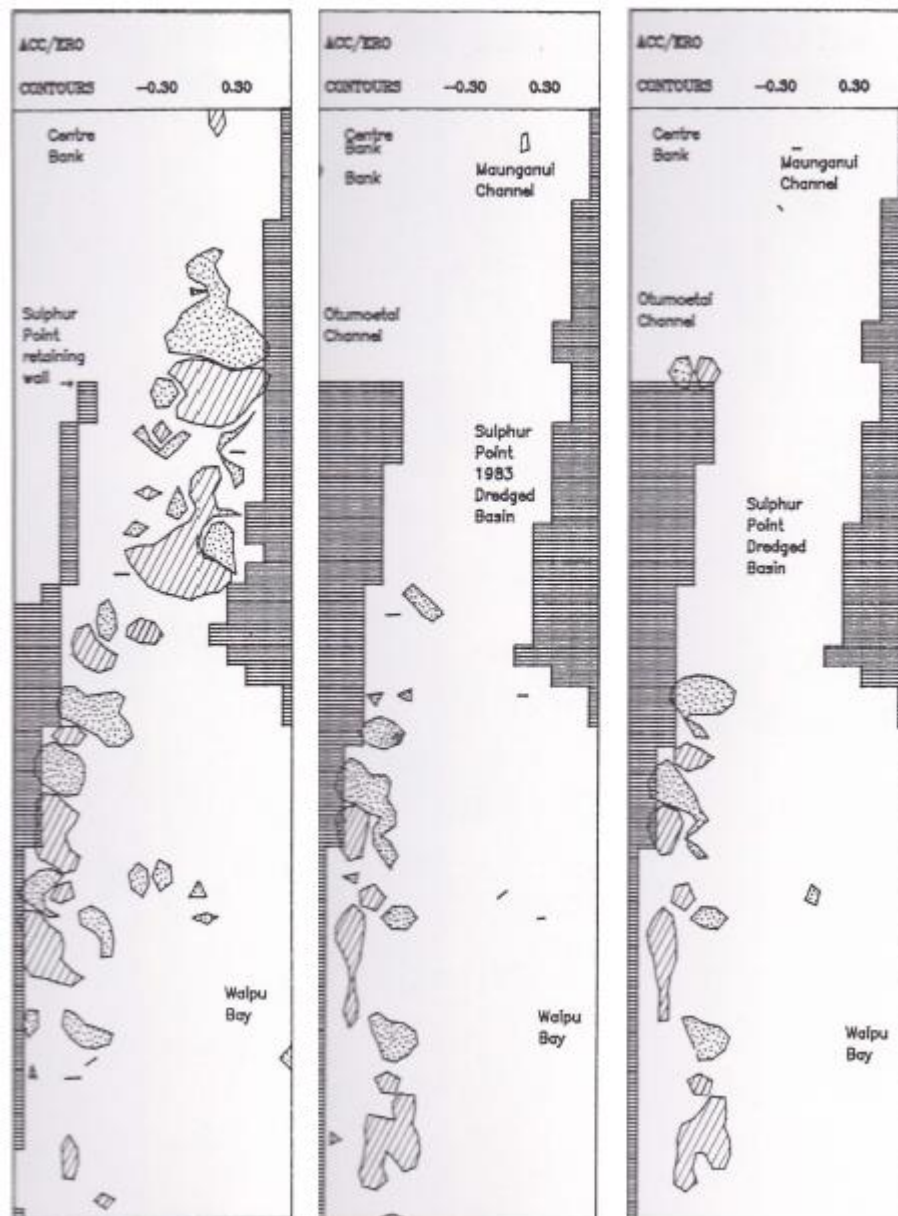 ACC/ERO
CONTOURS -0.30 0.30
Centre
Bank
Sulphur
Point
retaining
wall →
Waipu
Bay
ACC/ERO
CONTOURS -0.30 0.30
Centre
Bank
Bank
Maunganui
Channel
Otumoetai
Channel
Sulphur
Point
1983
Dredged
Basin
Waipu
Bay
ACC/ERO
CONTOURS -0.30 0.30
Centre
Bank
Maunganui
Channel
Otumoetai
Channel
Sulphur
Point
Dredged
Basin
Waipu
Bay